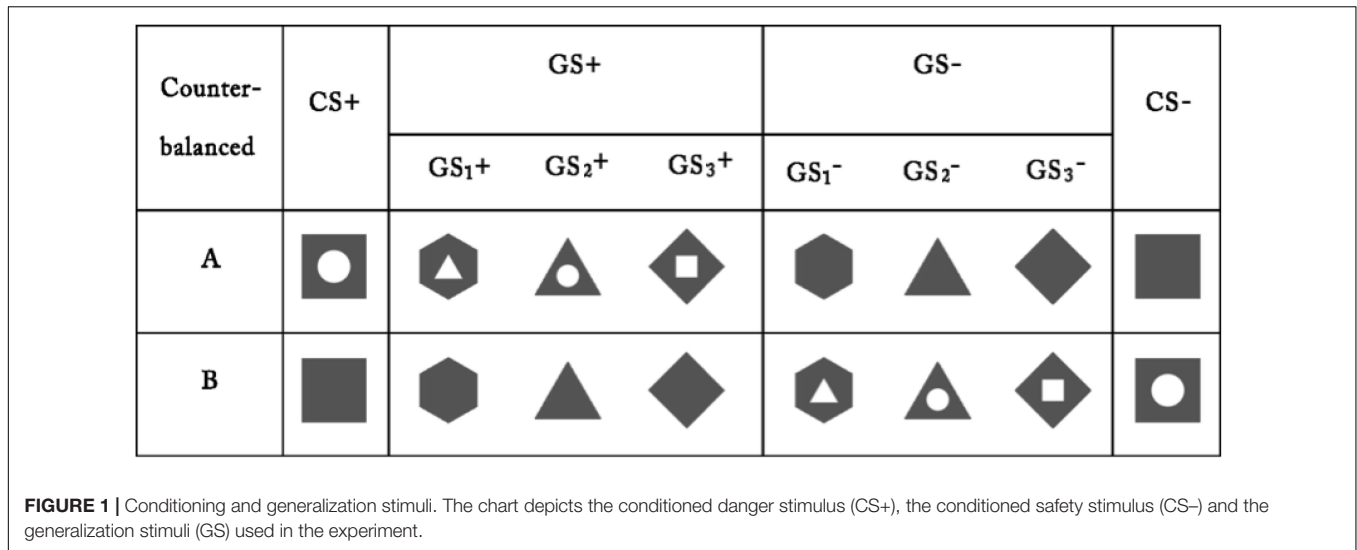 Counter-
balanced
CS+
GS+
GS-
CS-
GS₁+
GS₂+
GS₃+
GS₁-
GS₂-
GS₃-
A
B
FIGURE 1 | Conditioning and generalization stimuli. The chart depicts the conditioned danger stimulus (CS+), the conditioned safety stimulus (CS–) and the
generalization stimuli (GS) used in the experiment.